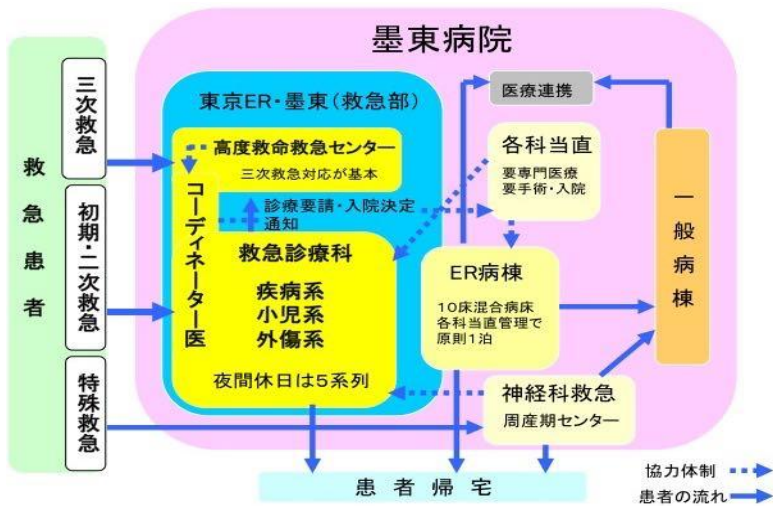 墨東病院
救急患者
三次救急
初期・二次救急
特殊救急
東京ER・墨東(救急部)
高度救命救急センター
三次救急対応が基本
コーディネーター医
診療要請・入院決定
通知
救急診療科
疾病系
小児系
外傷系
夜間休日は5系列
医療連携
各科当直
要専門医療
要手術・入院
ER病棟
10床混合病床
各科当直管理で
原則1泊
一般病棟
神経科救急
周産期センター
患者帰宅
協力体制
患者の流れ